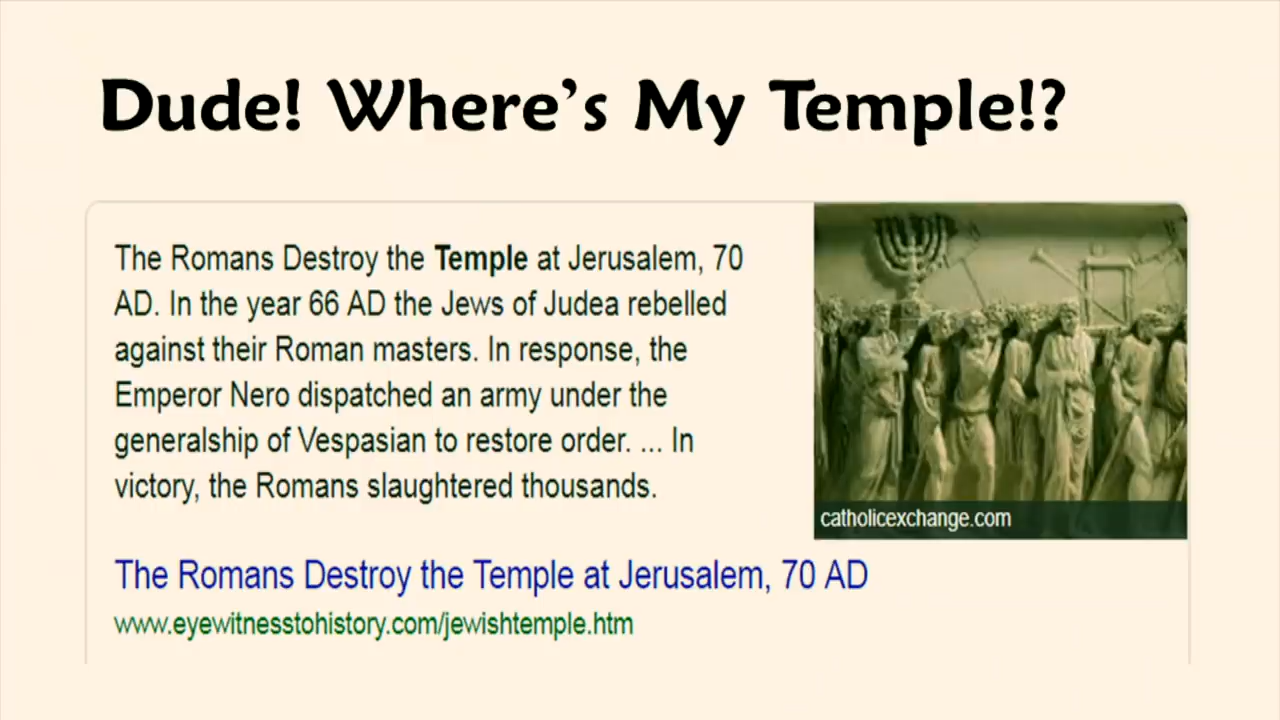 Dude! Where's My Temple!?
The Romans Destroy the Temple at Jerusalem, 70
AD. In the year 66 AD the Jews of Judea rebelled
against their Roman masters. In response, the
Emperor Nero dispatched an army under the
generalship of Vespasian to restore order. ... In
victory, the Romans slaughtered thousands.
catholicexchange.com
The Romans Destroy the Temple at Jerusalem, 70 AD
www.eyewitnesstohistory.com/jewishtemple.htm